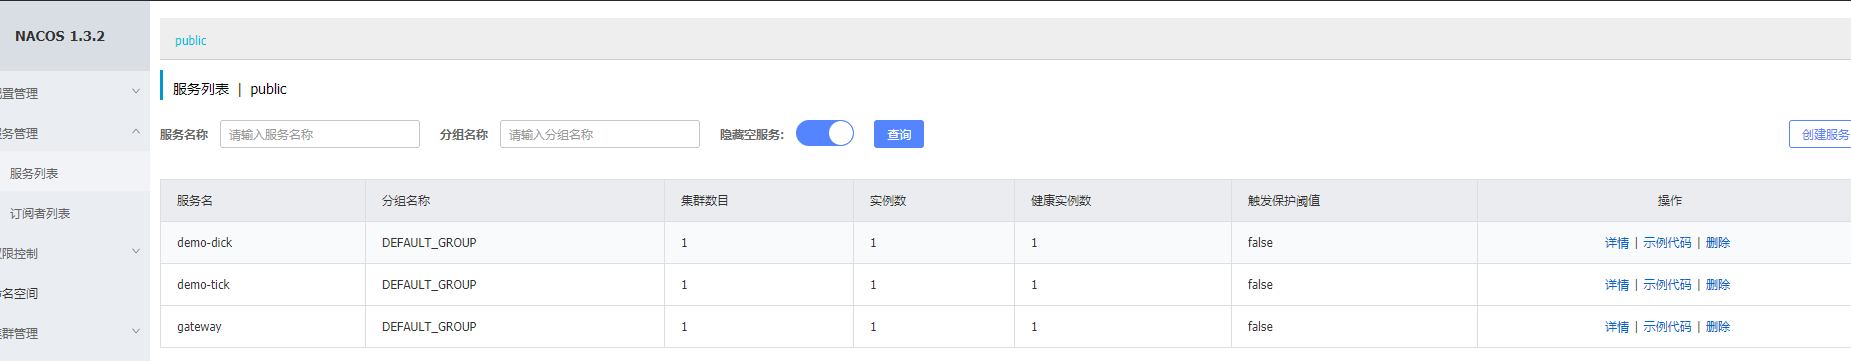 NACOS 1.3.2
public
置管理
服务列表 | public
务管理
服务名称 请输入服务名称 分组名称 请输入分组名称 隐藏空服务: 查询 创建服务
服务列表
订阅者列表
限控制
名空间
群管理
服务名 分组名称 集群数目 实例数 健康实例数 触发保护阈值 操作
demo-dick DEFAULT_GROUP 1 1 1 false 详情 | 示例代码 | 删除
demo-tick DEFAULT_GROUP 1 1 1 false 详情 | 示例代码 | 删除
gateway DEFAULT_GROUP 1 1 1 false 详情 | 示例代码 | 删除